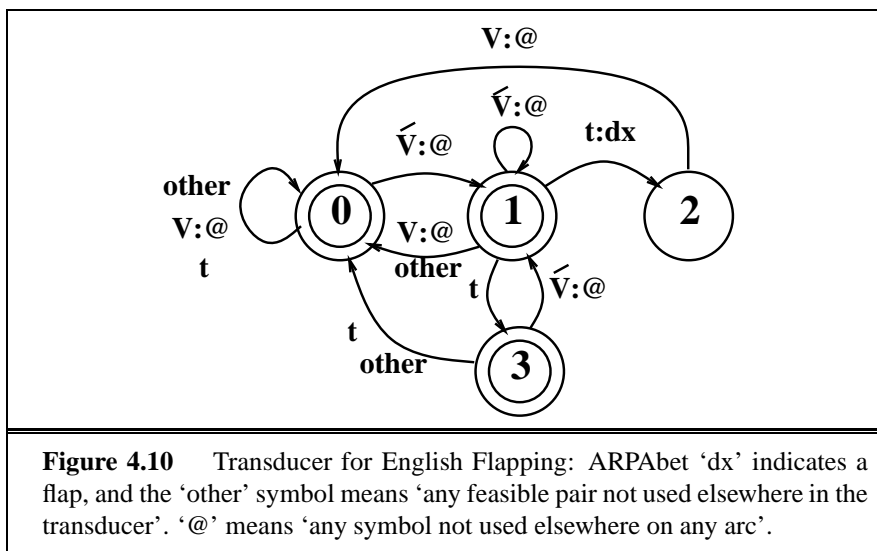 V:@
V́:@
t:dx
V́:@
other
V:@
t
0
1
2
V:@
other
t
V́:@
t
other
3
Figure 4.10 Transducer for English Flapping: ARPAbet ‘dx’ indicates a
flap, and the ‘other’ symbol means ‘any feasible pair not used elsewhere in the
transducer’. ‘@’ means ‘any symbol not used elsewhere on any arc’.